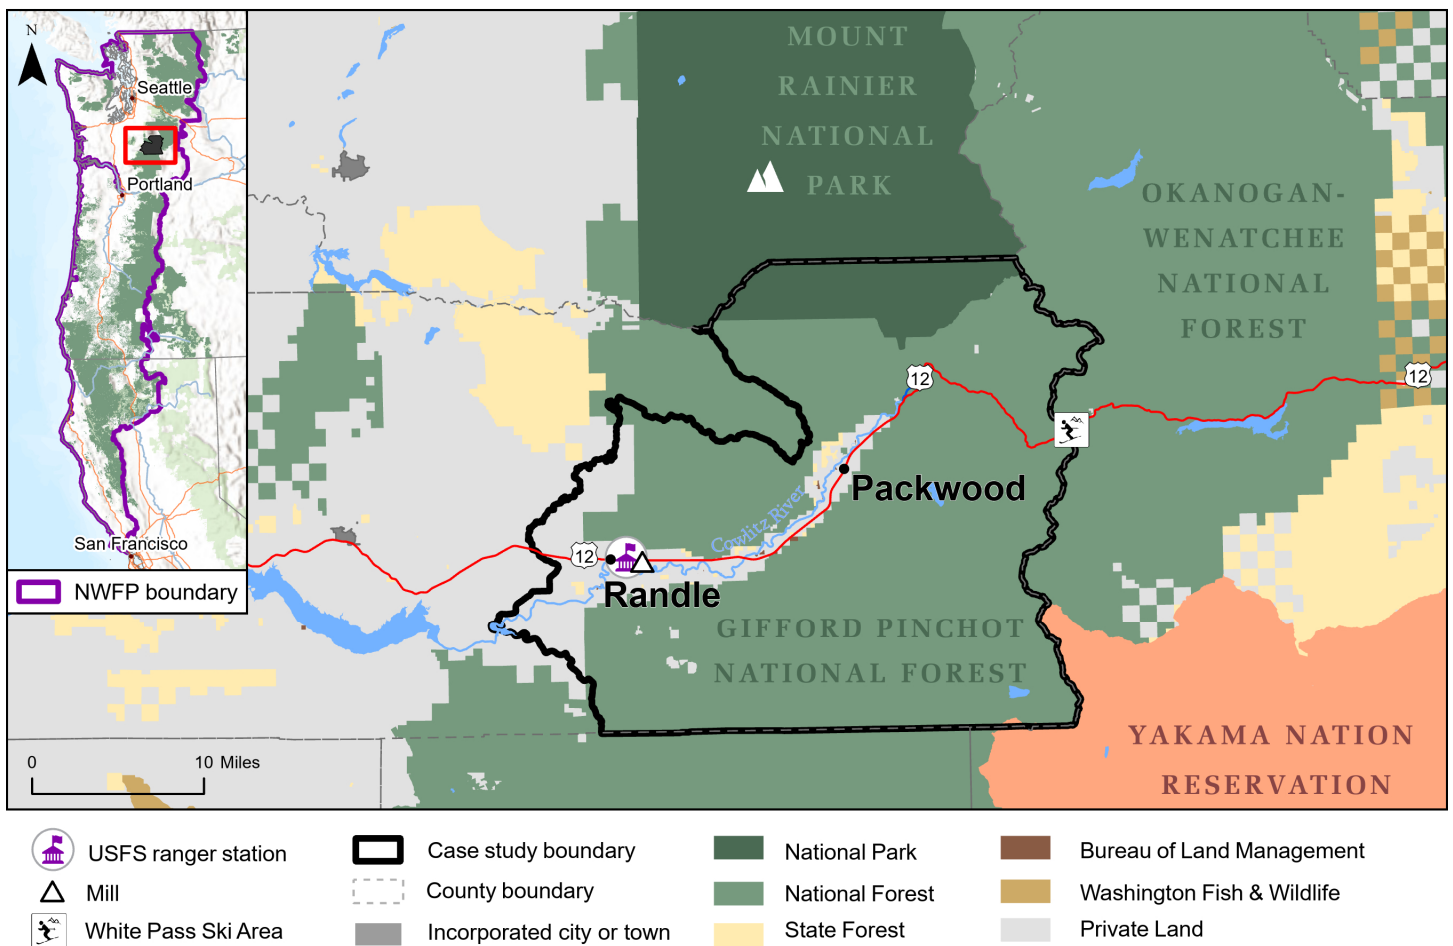 N
Seattle
Portland
San Francisco
NWFP boundary
MOUNT
RAINIER
NATIONAL
PARK
OKANOGAN-
WENATCHEE
NATIONAL
FOREST
12
12
12
Packwood
Cowlitz River
Randle
GIFFORD PINCHOT
NATIONAL FOREST
YAKAMA NATION
RESERVATION
0 10 Miles
USFS ranger station
Mill
White Pass Ski Area
Case study boundary
County boundary
Incorporated city or town
National Park
National Forest
State Forest
Bureau of Land Management
Washington Fish & Wildlife
Private Land